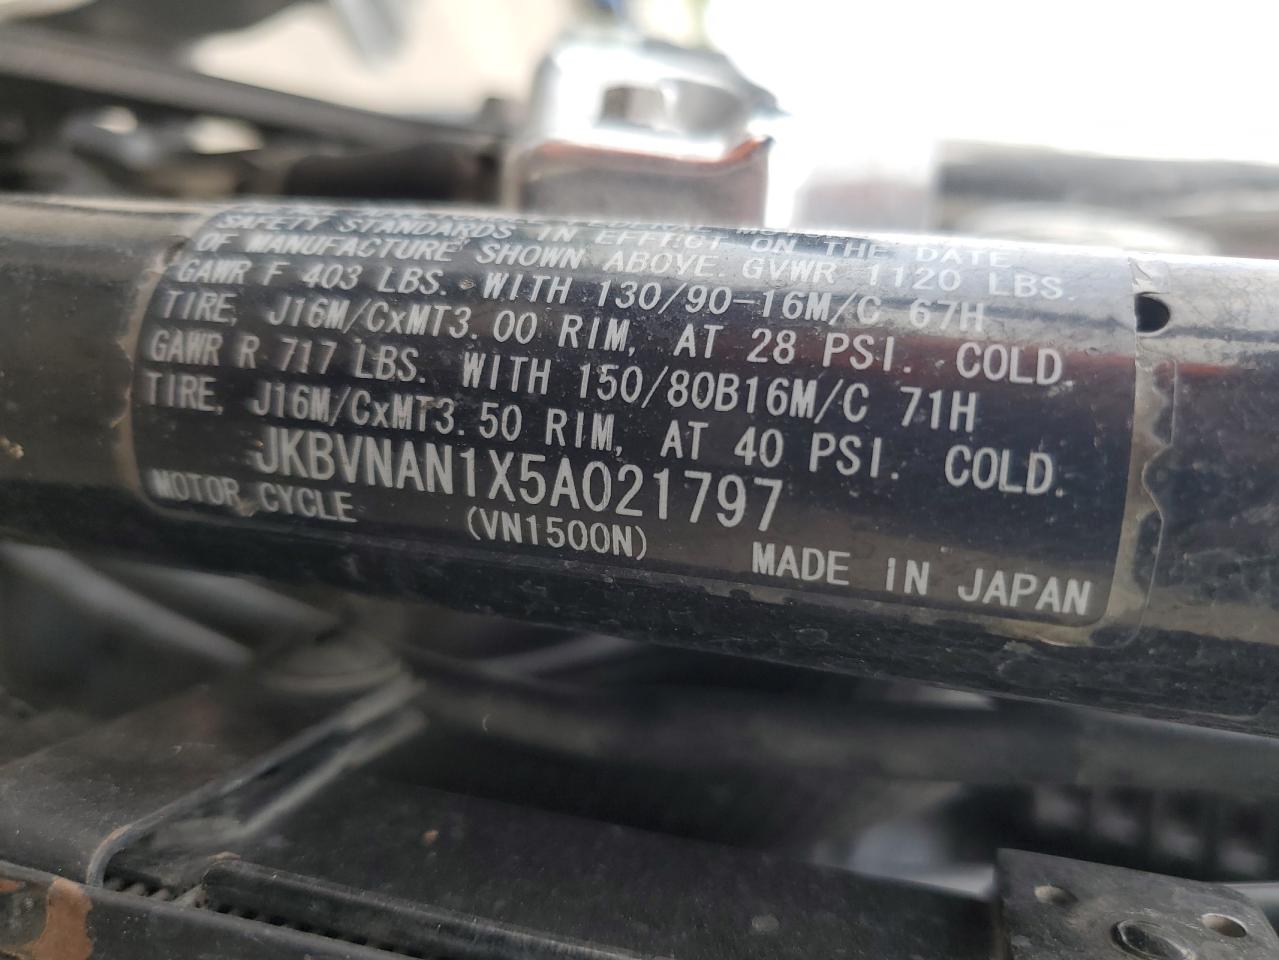 SAFETY STANDARDS IN EFFECT ON THE DATE
OF MANUFACTURE SHOWN ABOVE. GVWR 1120 LBS.
GAWR F 403 LBS. WITH 130/90-16M/C 67H
TIRE, J16M/CxMT3.00 RIM, AT 28 PSI. COLD.
GAWR R 717 LBS. WITH 150/80B16M/C 71H
TIRE, J16M/CxMT3.50 RIM, AT 40 PSI. COLD.
JKBVNAN1X5A021797
MOTOR CYCLE (VN1500N) MADE IN JAPAN